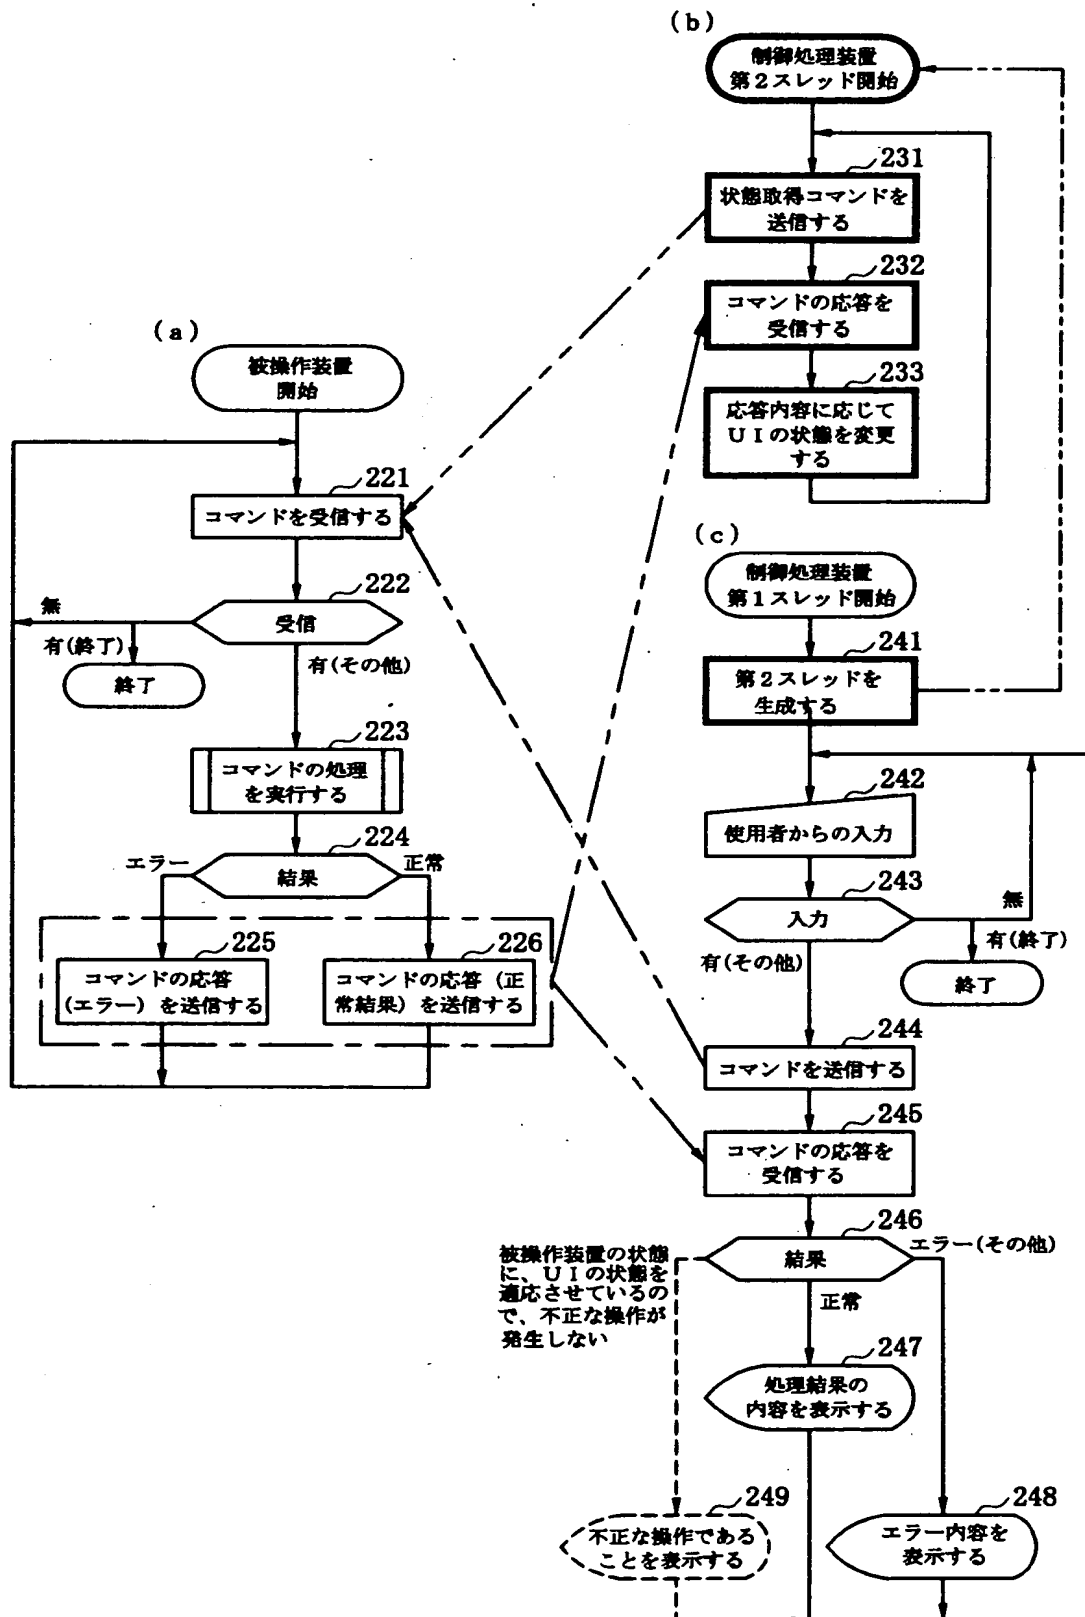 (b)
制御処理装置
第2スレッド開始
231
状態取得コマンドを
送信する
232
コマンドの応答を
受信する
233
応答内容に応じて
UIの状態を変更
する
(a)
被操作装置
開始
221
コマンドを受信する
222
受信
無
有(終了)
終了
有(その他)
223
コマンドの処理
を実行する
224
結果
エラー
正常
225
コマンドの応答
(エラー)を送信する
226
コマンドの応答(正
常結果)を送信する
(c)
制御処理装置
第1スレッド開始
241
第2スレッドを
生成する
242
使用者からの入力
243
入力
無
有(終了)
終了
有(その他)
244
コマンドを送信する
245
コマンドの応答を
受信する
246
結果
エラー(その他)
正常
被操作装置の状態
に、UIの状態を
適応させているの
で、不正な操作が
発生しない
247
処理結果の
内容を表示する
249
不正な操作である
ことを表示する
248
エラー内容を
表示する